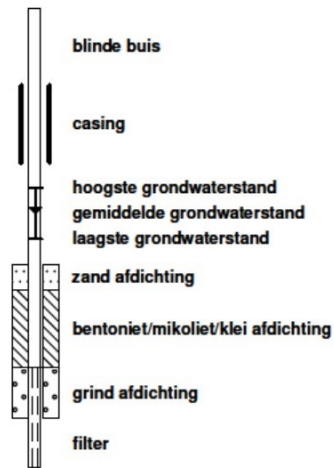 blinde buis
casing
hoogste grondwaterstand
gemiddelde grondwaterstand
laagste grondwaterstand
zand afdichting
bentoniet/mikoliet/klei afdichting
grind afdichting
filter